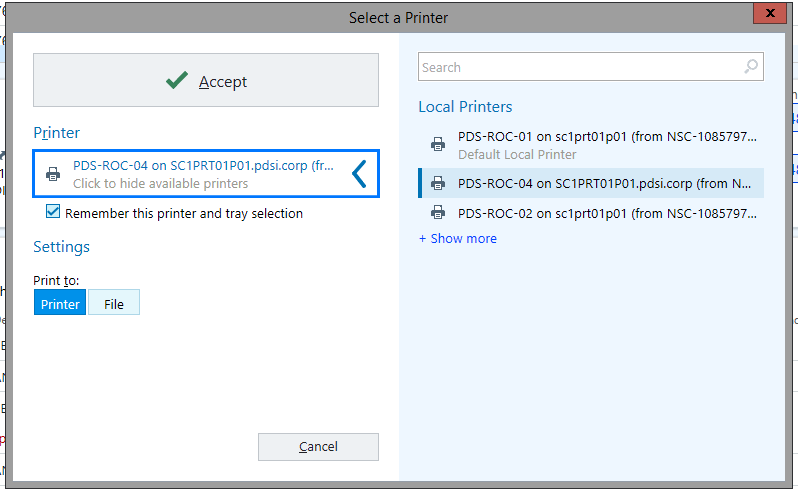 Select a Printer
x
Accept
Printer
PDS-ROC-04 on SC1PRT01P01.pdsi.corp (fr...
Click to hide available printers
Remember this printer and tray selection
Settings
Print to:
Printer
File
Cancel
Search
Local Printers
PDS-ROC-01 on sc1prt01p01 (from NSC-1085797...
Default Local Printer
PDS-ROC-04 on SC1PRT01P01.pdsi.corp (from N...
PDS-ROC-02 on sc1prt01p01 (from NSC-1085797...
+ Show more